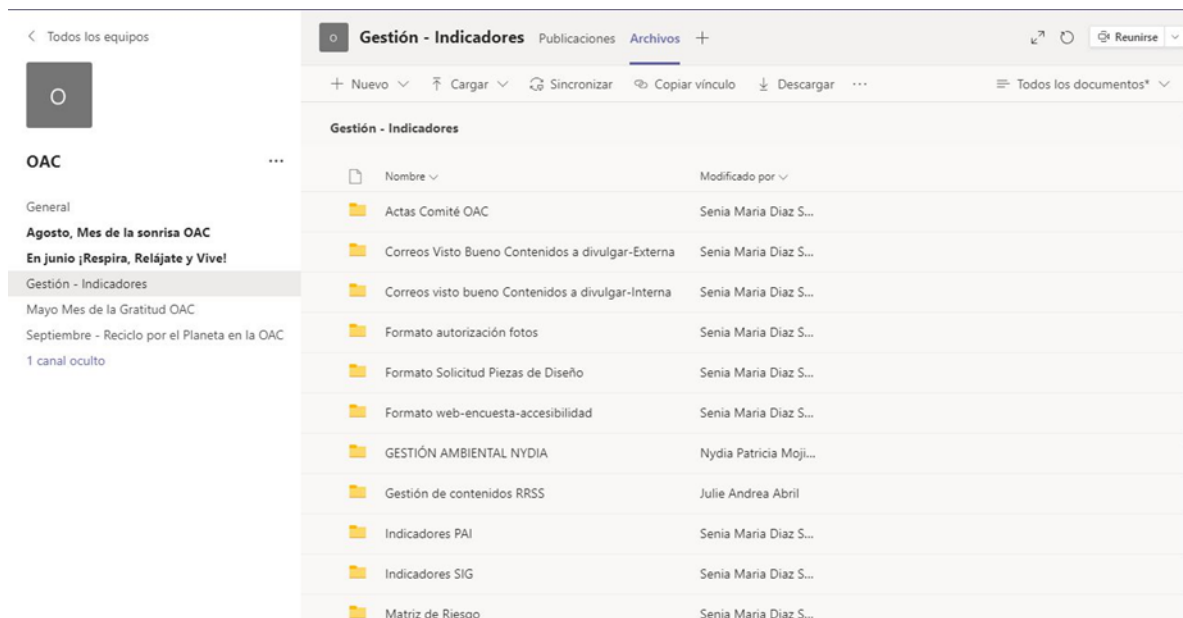 Todos los equipos
O
OAC
...
General
Agosto, Mes de la sonrisa OAC
En junio ¡Respira, Relájate y Vive!
Gestión - Indicadores
Mayo Mes de la Gratitud OAC
Septiembre - Reciclo por el Planeta en la OAC
1 canal oculto
O Gestión - Indicadores Publicaciones Archivos + Reunirse
+ Nuevo Cargar Sincronizar Copiar vínculo Descargar ... Todos los documentos*
Gestión - Indicadores
Nombre Modificado por
Actas Comité OAC Senia Maria Diaz S...
Correos Visto Bueno Contenidos a divulgar-Externa Senia Maria Diaz S...
Correos visto bueno Contenidos a divulgar-Interna Senia Maria Diaz S...
Formato autorización fotos Senia Maria Diaz S...
Formato Solicitud Piezas de Diseño Senia Maria Diaz S...
Formato web-encuesta-accesibilidad Senia Maria Diaz S...
GESTIÓN AMBIENTAL NYDIA Nydia Patricia Moji...
Gestión de contenidos RRSS Julie Andrea Abril
Indicadores PAI Senia Maria Diaz S...
Indicadores SIG Senia Maria Diaz S...
Matriz de Riesgo Senia Maria Diaz S...